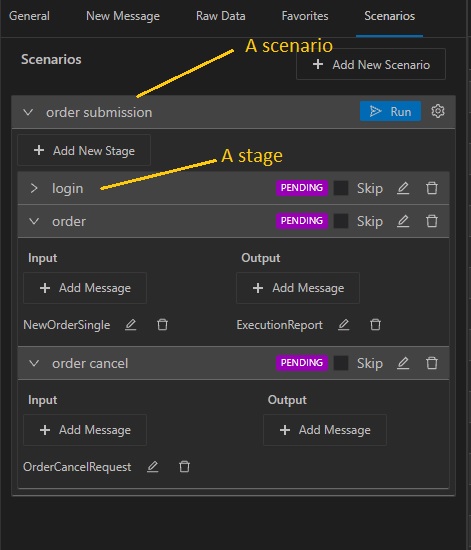 General New Message Raw Data Favorites Scenarios
A scenario
Scenarios + Add New Scenario
order submission Run
+ Add New Stage
A stage
login PENDING Skip
order PENDING Skip
Input Output
+ Add Message + Add Message
NewOrderSingle ExecutionReport
order cancel PENDING Skip
Input Output
+ Add Message + Add Message
OrderCancelRequest